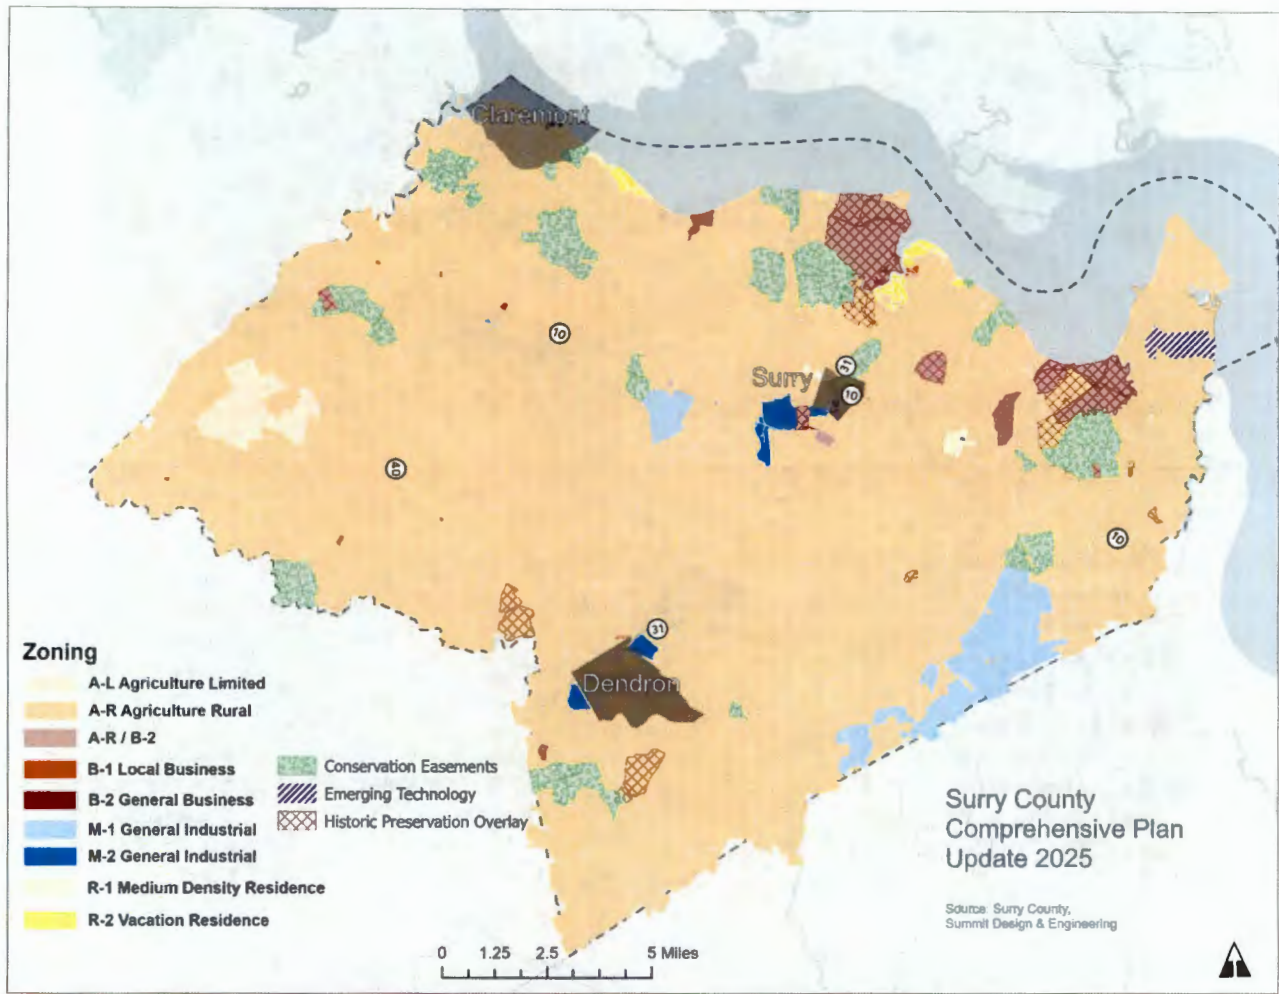 Claremont
10
31
Surry
10
40
10
31
Dendron
Zoning
A-L Agriculture Limited
A-R Agriculture Rural
A-R / B-2
B-1 Local Business
B-2 General Business
M-1 General Industrial
M-2 General Industrial
R-1 Medium Density Residence
R-2 Vacation Residence
Conservation Easements
Emerging Technology
Historic Preservation Overlay
Surry County
Comprehensive Plan
Update 2025
Source: Surry County,
Summit Design & Engineering
0 1.25 2.5 5 Miles